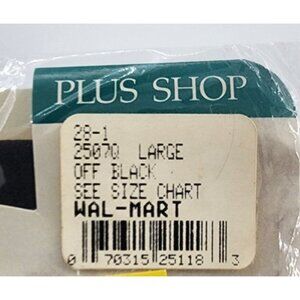 PLUS SHOP
28-1
2507Q LARGE
OFF BLACK
SEE SIZE CHART
WAL-MART
0 70315 25118 3